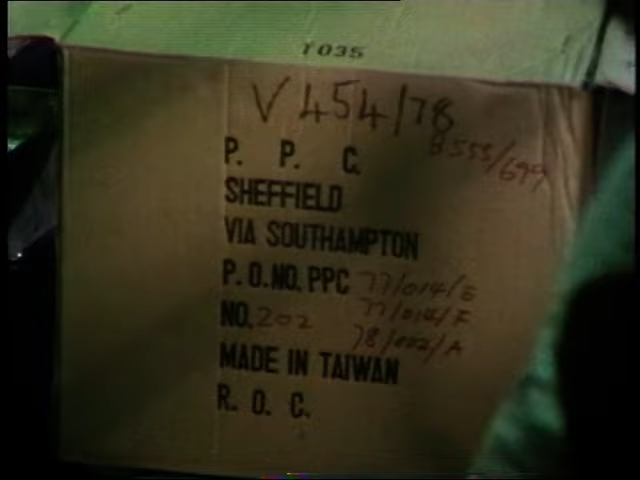 T035
V454/78
B555/699
P. P. C.
SHEFFIELD
VIA SOUTHAMPTON
P.O.NO. PPC 77/014/E
77/014/F
NO. 202
78/002/A
MADE IN TAIWAN
R. O. C.